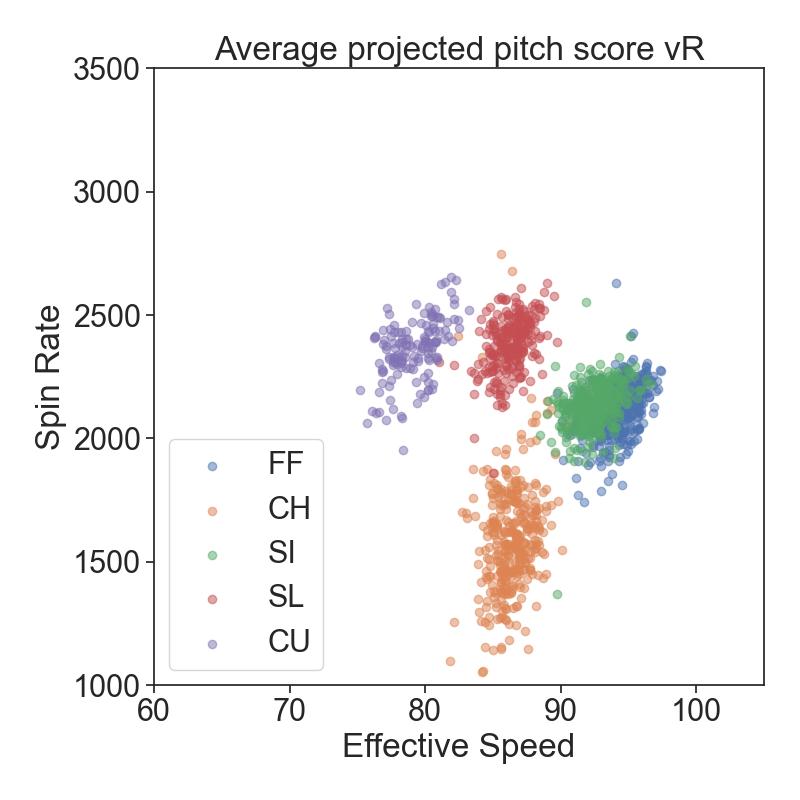 Average projected pitch score vR
3500
3000
2500
2000
1500
1000
Spin Rate
FF
CH
SI
SL
CU
60 70 80 90 100
Effective Speed